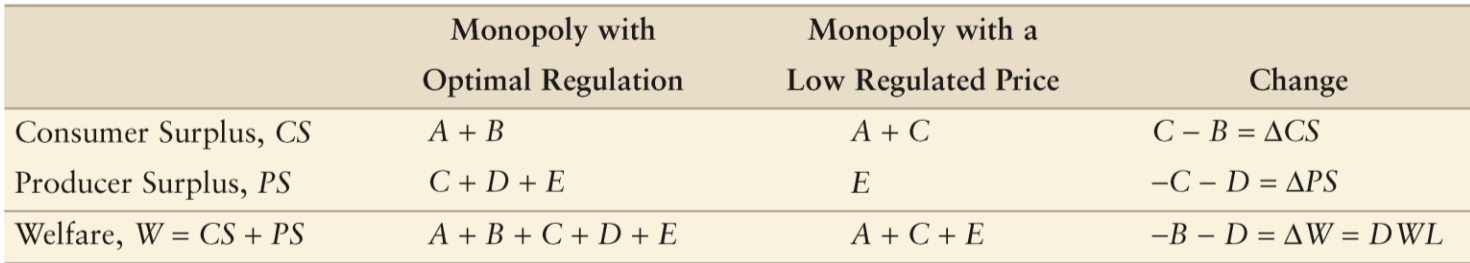 Monopoly with Monopoly with a
Optimal Regulation Low Regulated Price Change
Consumer Surplus, CS A + B A + C C – B = ΔCS
Producer Surplus, PS C + D + E E –C – D = ΔPS
Welfare, W = CS + PS A + B + C + D + E A + C + E –B – D = ΔW = DWL